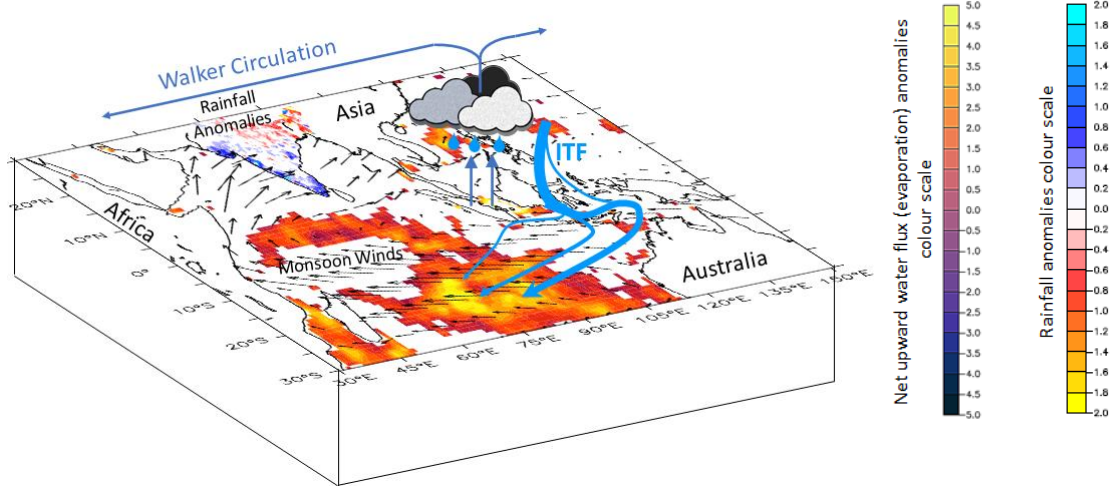 Walker Circulation
Rainfall
Anomalies
Asia
ITF
Africa
Monsoon Winds
Australia
20°N
10°N
0°
10°S
20°S
30°S
30°E
45°E
60°E
75°E
90°E
105°E
120°E
135°E
150°E
Net upward water flux (evaporation) anomalies
colour scale
5.0
4.5
4.0
3.5
3.0
2.5
2.0
1.5
1.0
0.5
0.0
-0.5
-1.0
-1.5
-2.0
-2.5
-3.0
-3.5
-4.0
-4.5
-5.0
Rainfall anomalies colour scale
2.0
1.8
1.6
1.4
1.2
1.0
0.8
0.6
0.4
0.2
0.0
-0.2
-0.4
-0.6
-0.8
-1.0
-1.2
-1.4
-1.6
-1.8
-2.0